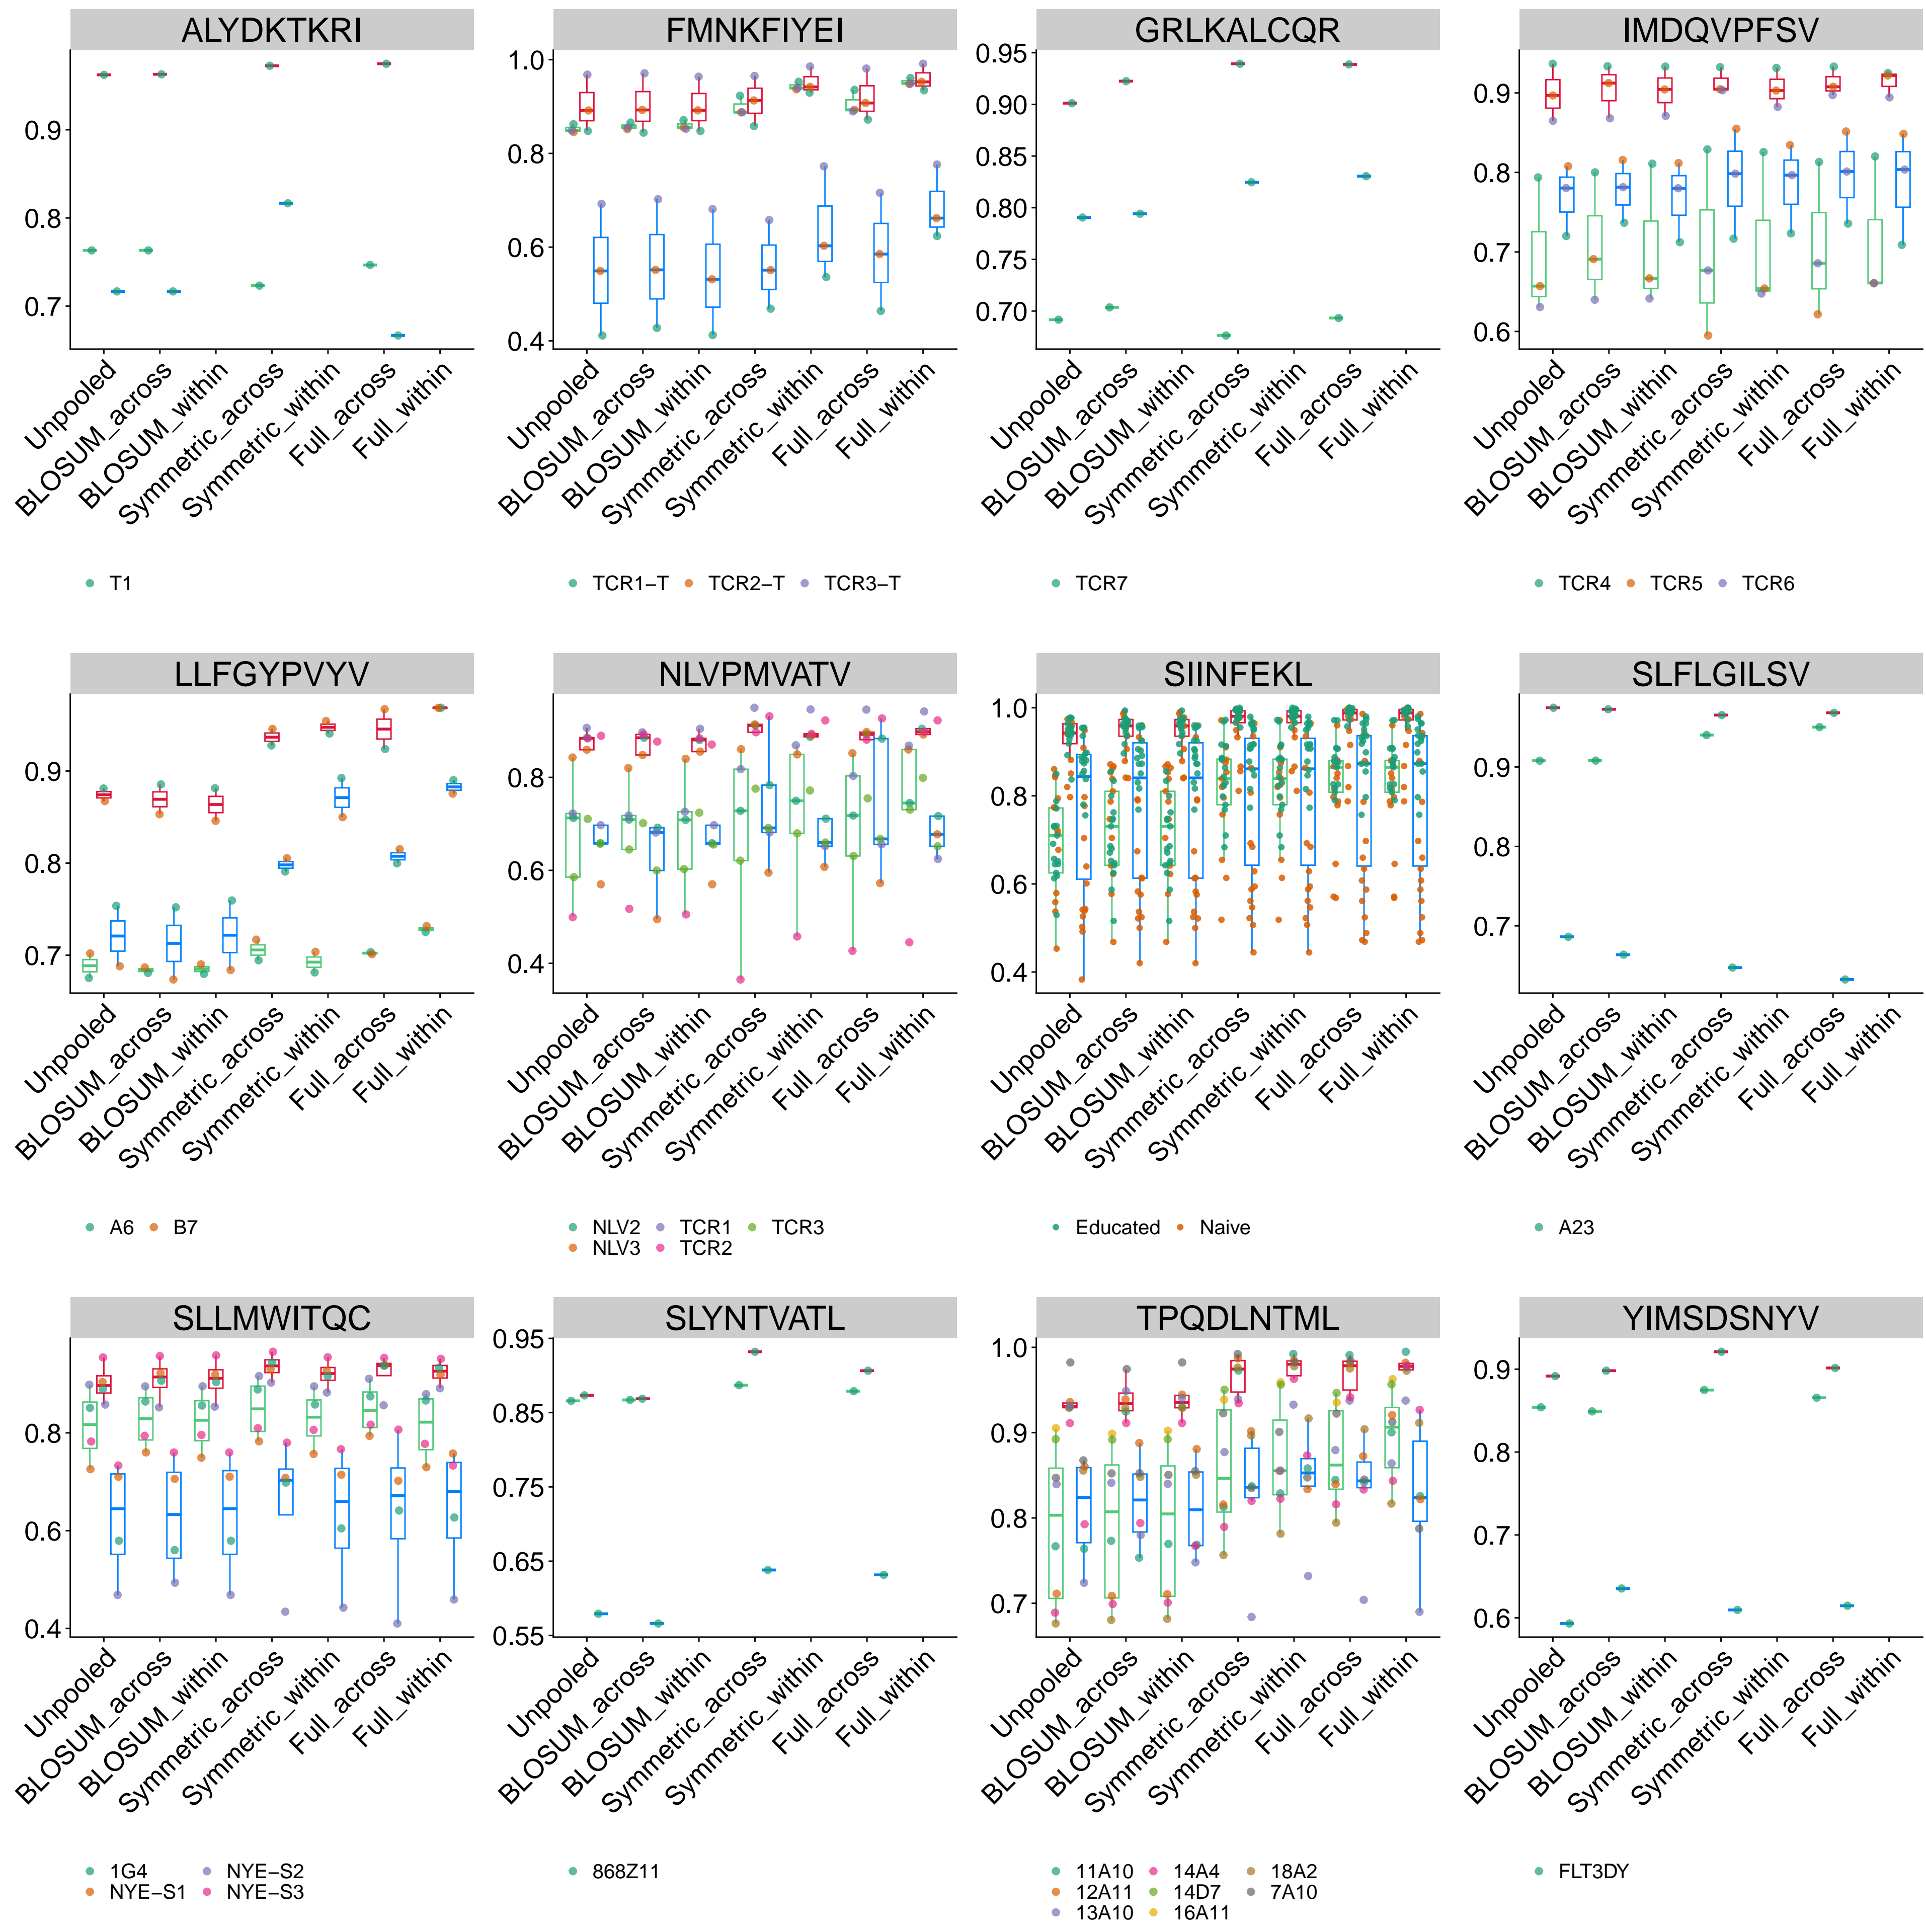 ALYDKTKRI
FMNKFIYEI
GRLKALCQR
IMDQVPFSV
0.9
0.8
0.7
1.0
0.8
0.6
0.4
0.95
0.90
0.85
0.80
0.75
0.70
0.9
0.8
0.7
0.6
Unpooled
BLOSUM_across
BLOSUM_within
Symmetric_across
Symmetric_within
Full_across
Full_within
Unpooled
BLOSUM_across
BLOSUM_within
Symmetric_across
Symmetric_within
Full_across
Full_within
Unpooled
BLOSUM_across
BLOSUM_within
Symmetric_across
Symmetric_within
Full_across
Full_within
Unpooled
BLOSUM_across
BLOSUM_within
Symmetric_across
Symmetric_within
Full_across
Full_within
T1
TCR1−T TCR2−T TCR3−T
TCR7
TCR4 TCR5 TCR6
LLFGYPVYV
NLVPMVATV
SIINFEKL
SLFLGILSV
0.9
0.8
0.7
0.8
0.6
0.4
1.0
0.8
0.6
0.4
0.9
0.8
0.7
Unpooled
BLOSUM_across
BLOSUM_within
Symmetric_across
Symmetric_within
Full_across
Full_within
Unpooled
BLOSUM_across
BLOSUM_within
Symmetric_across
Symmetric_within
Full_across
Full_within
Unpooled
BLOSUM_across
BLOSUM_within
Symmetric_across
Symmetric_within
Full_across
Full_within
Unpooled
BLOSUM_across
BLOSUM_within
Symmetric_across
Symmetric_within
Full_across
Full_within
A6 B7
NLV2 TCR1 TCR3
NLV3 TCR2
Educated Naive
A23
SLLMWITQC
SLYNTVATL
TPQDLNTML
YIMSDSNYV
0.8
0.6
0.4
0.95
0.85
0.75
0.65
0.55
1.0
0.9
0.8
0.7
0.9
0.8
0.7
0.6
Unpooled
BLOSUM_across
BLOSUM_within
Symmetric_across
Symmetric_within
Full_across
Full_within
Unpooled
BLOSUM_across
BLOSUM_within
Symmetric_across
Symmetric_within
Full_across
Full_within
Unpooled
BLOSUM_across
BLOSUM_within
Symmetric_across
Symmetric_within
Full_across
Full_within
Unpooled
BLOSUM_across
BLOSUM_within
Symmetric_across
Symmetric_within
Full_across
Full_within
1G4 NYE−S2
NYE−S1 NYE−S3
868Z11
11A10 14A4 18A2
12A11 14D7 7A10
13A10 16A11
FLT3DY